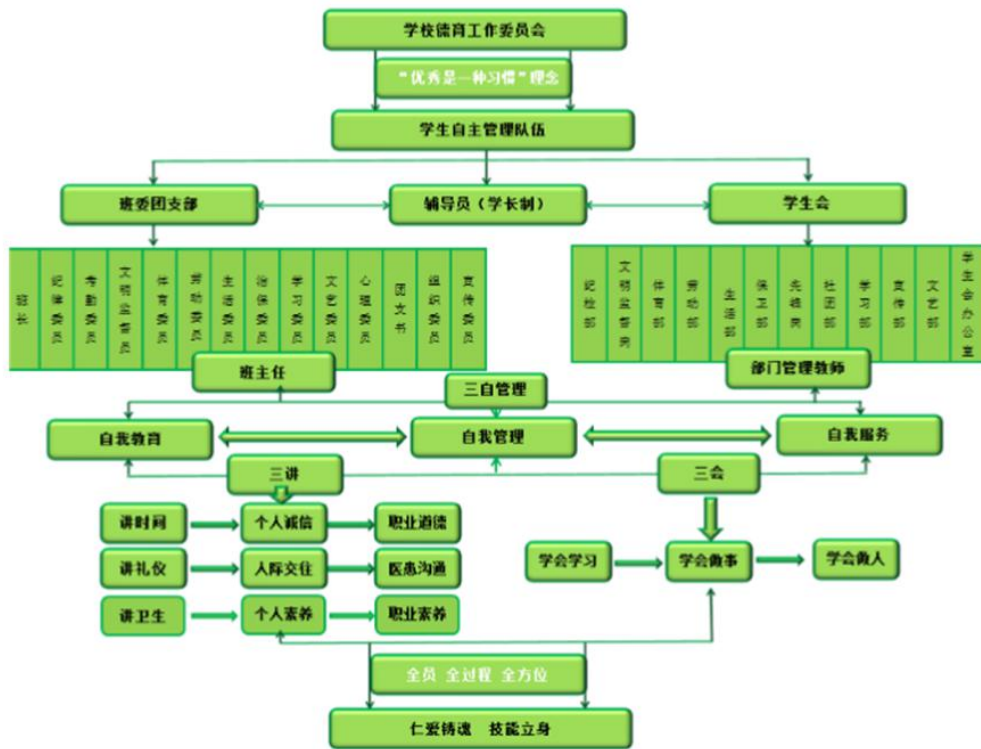 学校德育工作委员会
“优秀是一种习惯”理念
学生自主管理队伍
班委团支部
辅导员（学长制）
学生会
班长
纪律委员
考勤委员
文明监督员
体育委员
劳动委员
生活委员
治保委员
学习委员
文艺委员
心理委员
团支书
组织委员
宣传委员
纪检部
文明监督岗
体育部
劳动部
生活部
保卫部
先锋岗
社团部
学习部
宣传部
文艺部
学生会办公室
班主任
部门管理教师
三自管理
自我教育
自我管理
自我服务
三讲
三会
讲时间
个人诚信
职业道德
讲礼仪
人际交往
医患沟通
讲卫生
个人素养
职业素养
学会学习
学会做事
学会做人
全员 全过程 全方位
仁爱铸魂 技能立身